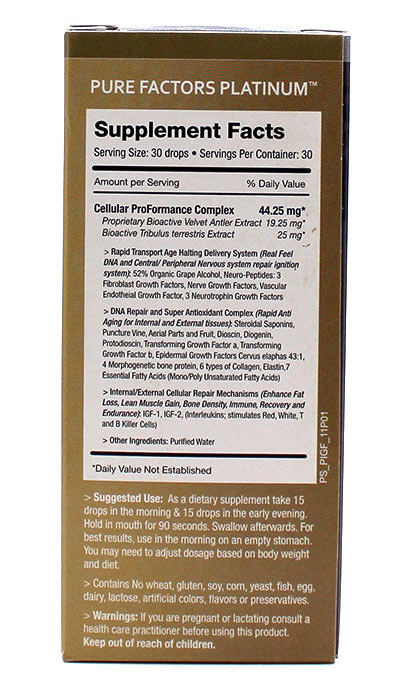 PURE FACTORS PLATINUM™
Supplement Facts
Serving Size: 30 drops • Servings Per Container: 30
Amount per Serving % Daily Value
Cellular ProFormance Complex 44.25 mg*
Proprietary Bioactive Velvet Antler Extract 19.25 mg*
Bioactive Tribulus terrestris Extract 25 mg*
> Rapid Transport Age Halting Delivery System (Real Feel
DNA and Central/ Peripheral Nervous system repair ignition
system): 52% Organic Grape Alcohol, Neuro-Peptides: 3
Fibroblast Growth Factors, Nerve Growth Factors, Vascular
Endotheial Growth Factor, 3 Neurotrophin Growth Factors
> DNA Repair and Super Antioxidant Complex (Rapid Anti
Aging for Internal and External tissues): Steroidal Saponins,
Puncture Vine, Aerial Parts and Fruit, Dioscin, Diogenin,
Protodioscin, Transforming Growth Factor a, Transforming
Growth Factor b, Epidermal Growth Factors Cervus elaphas 43:1,
4 Morphogenetic bone protein, 6 types of Collagen, Elastin,7
Essential Fatty Acids (Mono/Poly Unsaturated Fatty Acids)
> Internal/External Cellular Repair Mechanisms (Enhance Fat
Loss, Lean Muscle Gain, Bone Density, Immune, Recovery and
Endurance): IGF-1, IGF-2, (Interleukins; stimulates Red, White, T
and B Killer Cells)
> Other Ingredients: Purified Water
*Daily Value Not Established
PS_PIGF_11P01
> Suggested Use: As a dietary supplement take 15
drops in the morning & 15 drops in the early evening.
Hold in mouth for 90 seconds. Swallow afterwards. For
best results, use in the morning on an empty stomach.
You may need to adjust dosage based on body weight
and diet.
> Contains No wheat, gluten, soy, corn, yeast, fish, egg,
dairy, lactose, artificial colors, flavors or preservatives.
> Warnings: If you are pregnant or lactating consult a
health care practitioner before using this product.
Keep out of reach of children.